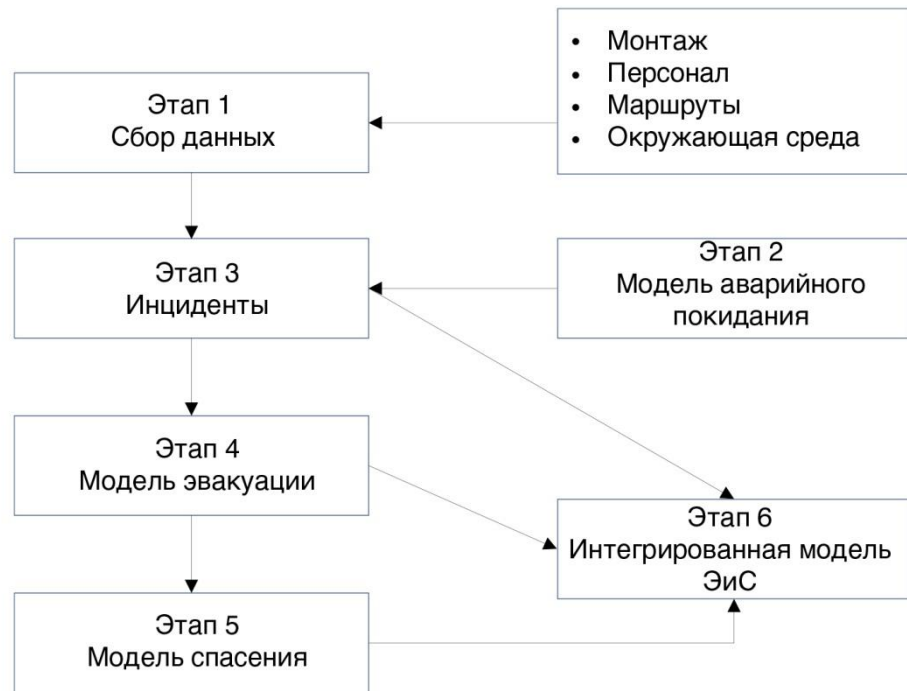 • Монтаж
• Персонал
• Маршруты
• Окружающая среда
Этап 1
Сбор данных
Этап 3
Инциденты
Этап 2
Модель аварийного
покидания
Этап 4
Модель эвакуации
Этап 6
Интегрированная модель
ЭиС
Этап 5
Модель спасения